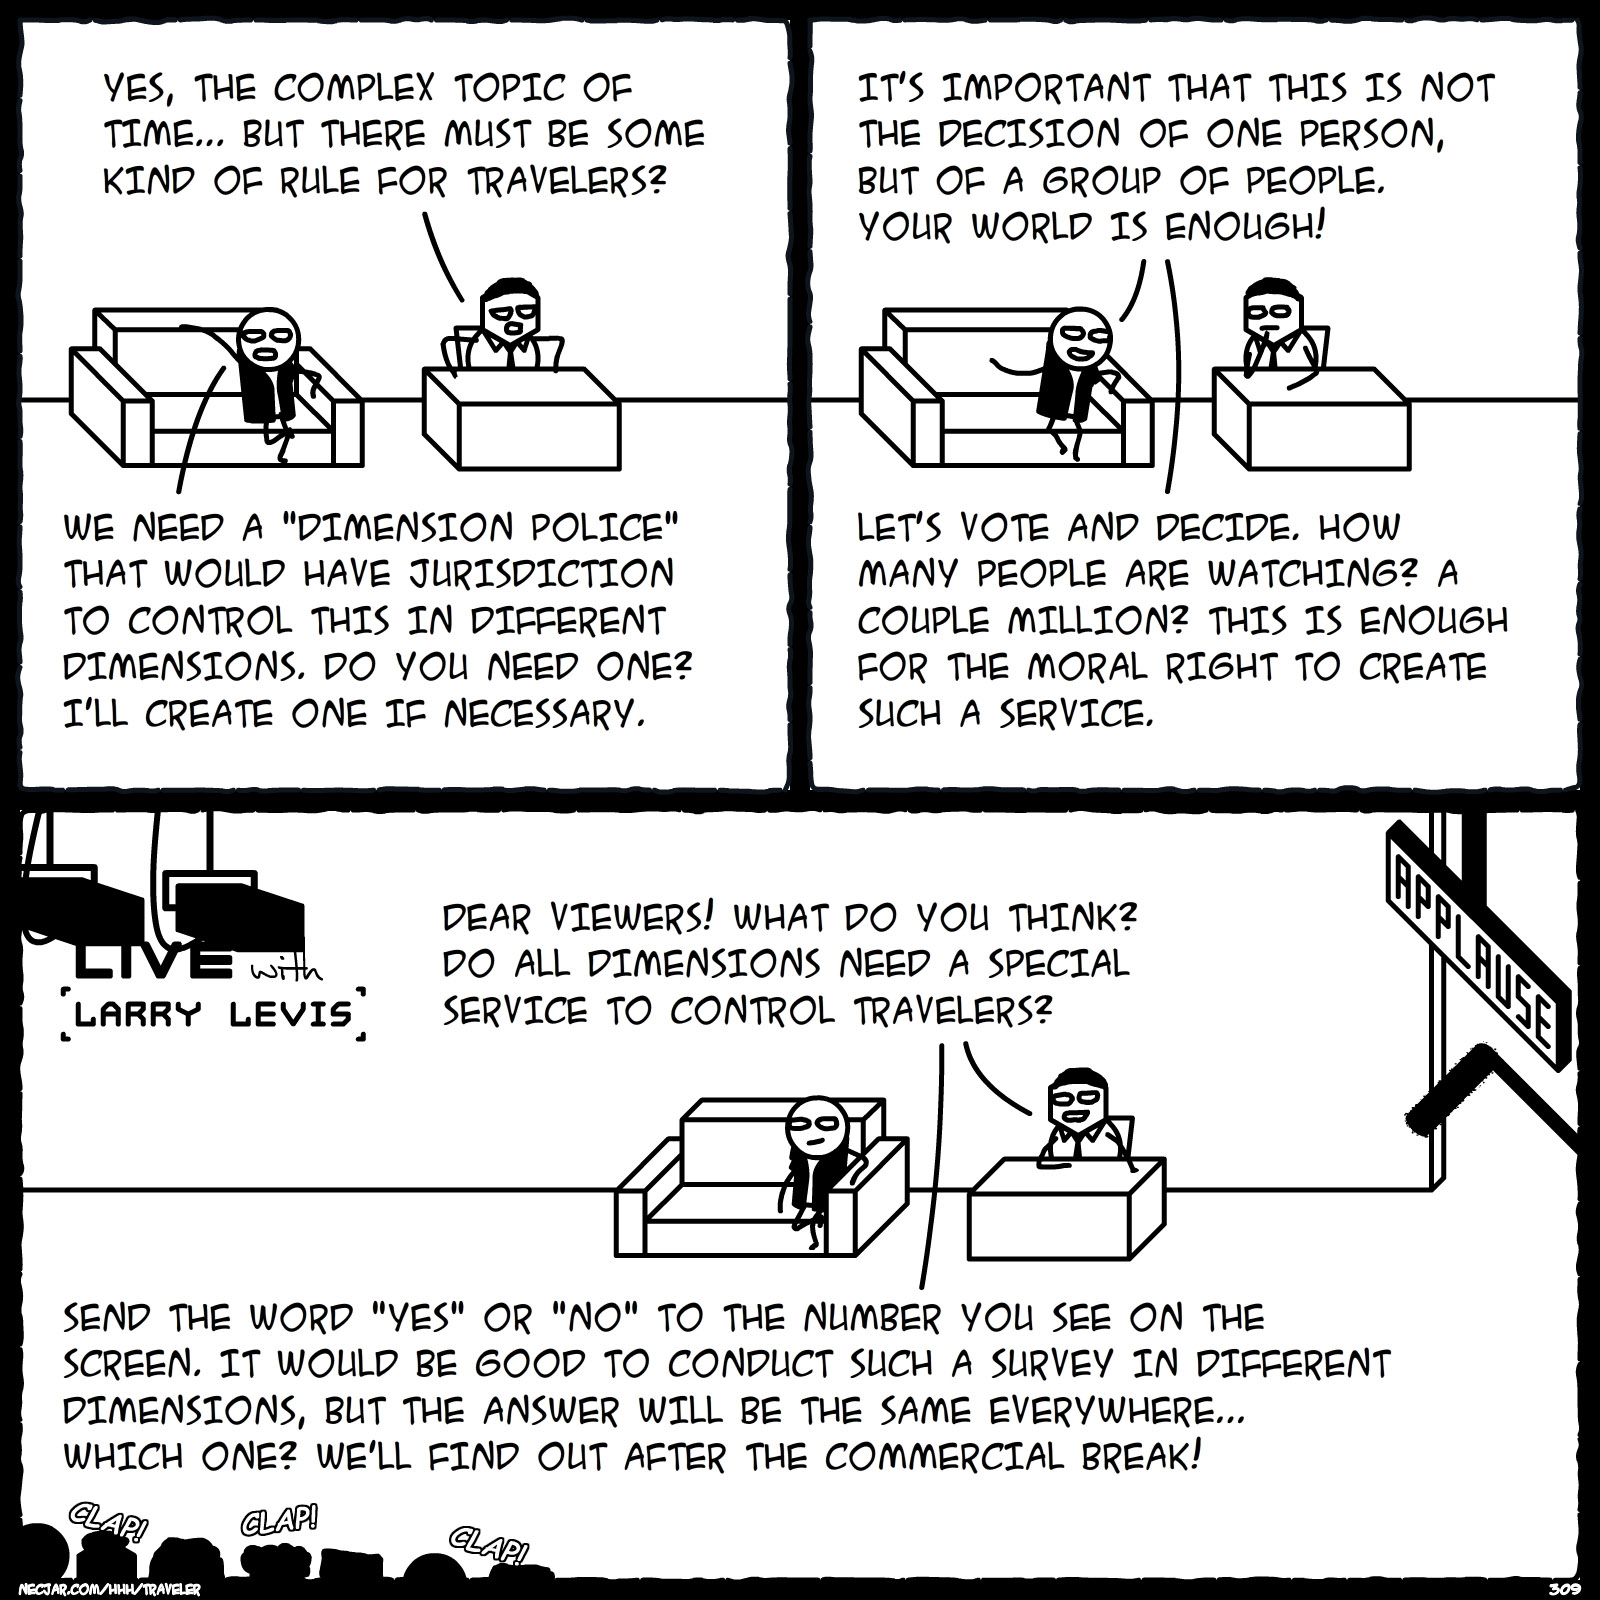 YES, THE COMPLEX TOPIC OF
TIME... BUT THERE MUST BE SOME
KIND OF RULE FOR TRAVELERS?
WE NEED A "DIMENSION POLICE"
THAT WOULD HAVE JURISDICTION
TO CONTROL THIS IN DIFFERENT
DIMENSIONS. DO YOU NEED ONE?
I'LL CREATE ONE IF NECESSARY.
IT'S IMPORTANT THAT THIS IS NOT
THE DECISION OF ONE PERSON,
BUT OF A GROUP OF PEOPLE.
YOUR WORLD IS ENOUGH!
LET'S VOTE AND DECIDE. HOW
MANY PEOPLE ARE WATCHING? A
COUPLE MILLION? THIS IS ENOUGH
FOR THE MORAL RIGHT TO CREATE
SUCH A SERVICE.
LIVE with
LARRY LEVIS
DEAR VIEWERS! WHAT DO YOU THINK?
DO ALL DIMENSIONS NEED A SPECIAL
SERVICE TO CONTROL TRAVELERS?
APPLAUSE
SEND THE WORD "YES" OR "NO" TO THE NUMBER YOU SEE ON THE
SCREEN. IT WOULD BE GOOD TO CONDUCT SUCH A SURVEY IN DIFFERENT
DIMENSIONS, BUT THE ANSWER WILL BE THE SAME EVERYWHERE...
WHICH ONE? WE'LL FIND OUT AFTER THE COMMERCIAL BREAK!
CLAP!
CLAP!
CLAP!
NECJAR.COM/HHH/TRAVELER
309